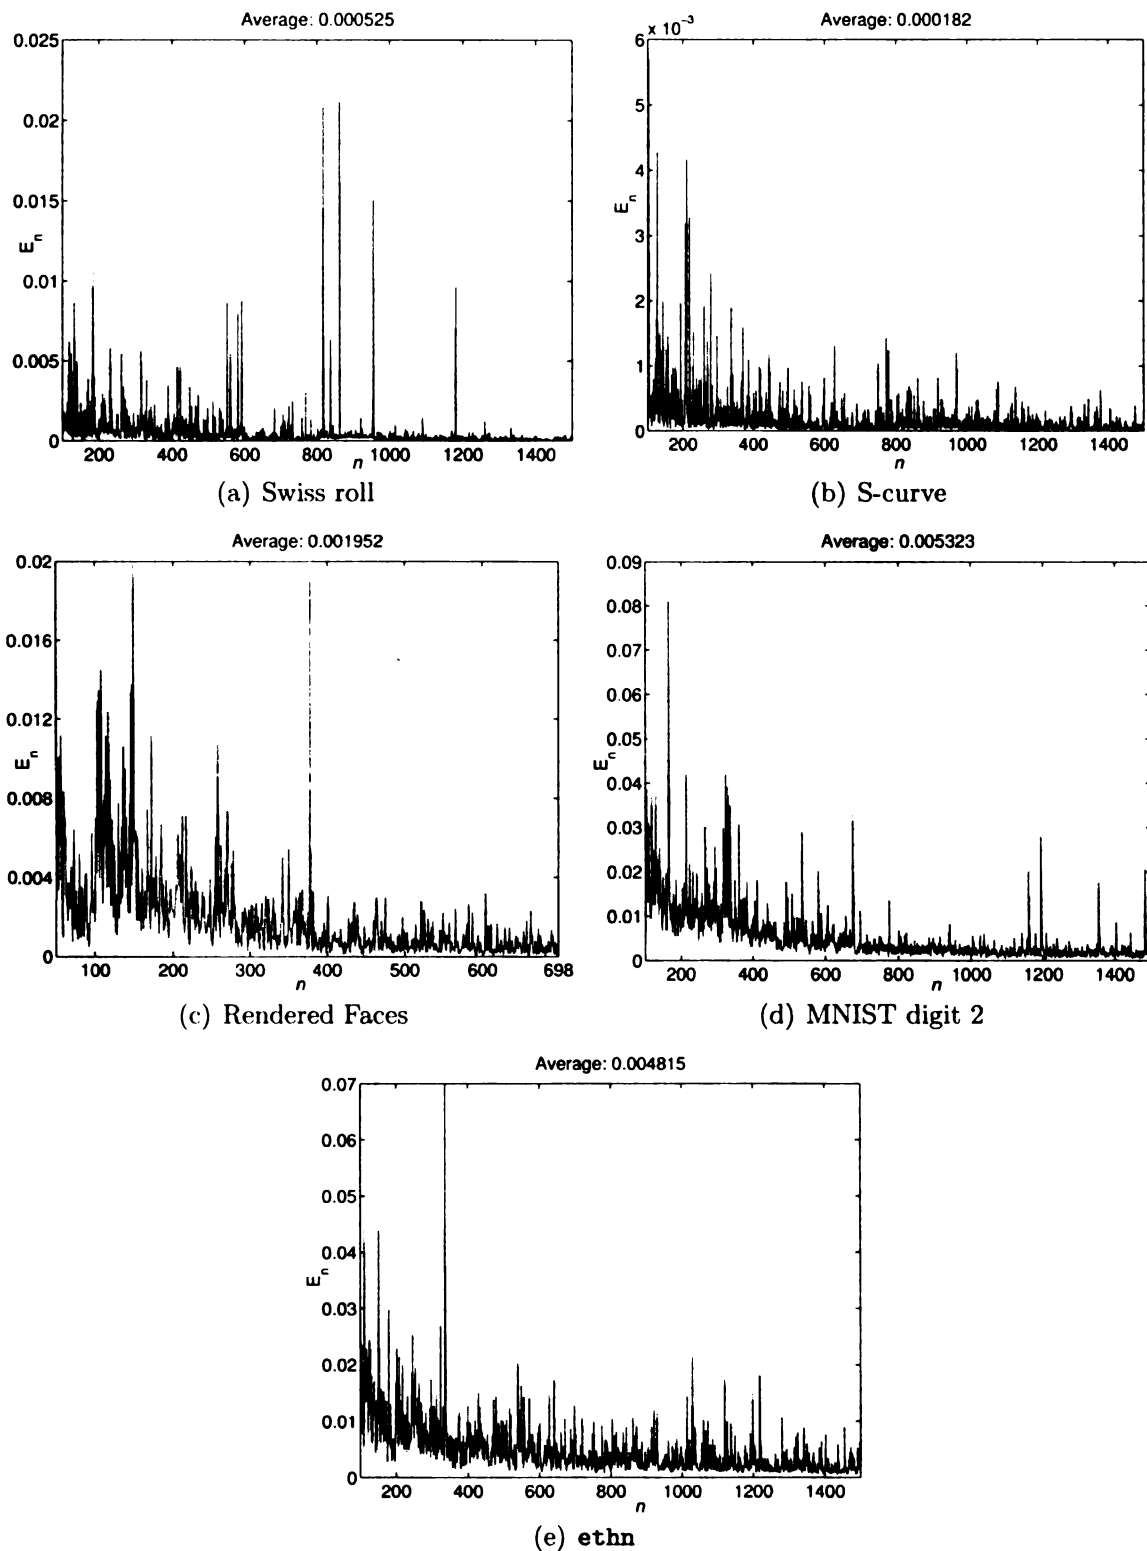 Average: 0.000525
0.025
0.02
0.015
0.01
0.005
0
E_n
200 400 600 800 1000 1200 1400
n
(a) Swiss roll
Average: 0.000182
6 × 10^-3
5
4
3
2
1
0
E_n
200 400 600 800 1000 1200 1400
n
(b) S-curve
Average: 0.001952
0.02
0.016
0.012
0.008
0.004
0
E_n
100 200 300 400 500 600 698
n
(c) Rendered Faces
Average: 0.005323
0.09
0.08
0.07
0.06
0.05
0.04
0.03
0.02
0.01
0
E_n
200 400 600 800 1000 1200 1400
n
(d) MNIST digit 2
Average: 0.004815
0.07
0.06
0.05
0.04
0.03
0.02
0.01
0
E_n
200 400 600 800 1000 1200 1400
n
(e) ethn